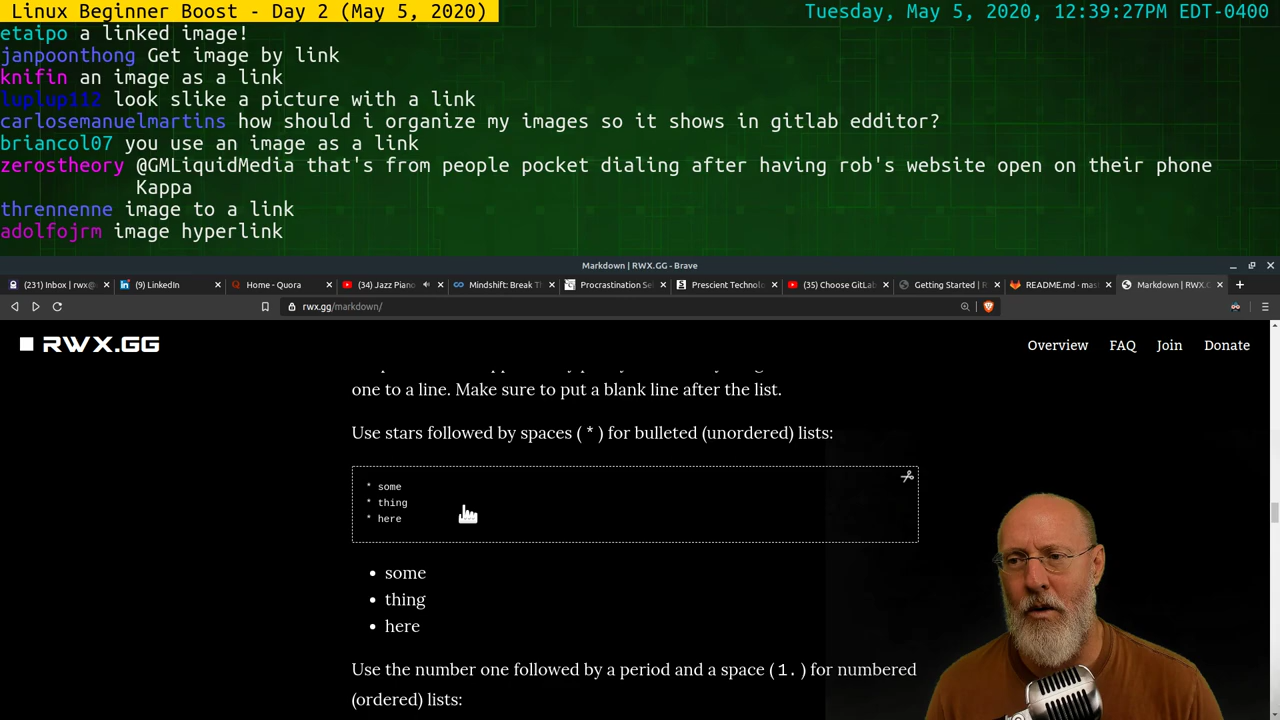 Linux Beginner Boost - Day 2 (May 5, 2020)
Tuesday, May 5, 2020, 12:39:27PM EDT-0400
etaipo a linked image!
janpoonthong Get image by link
knifin an image as a link
luplup112 look slike a picture with a link
carlosemanuelmartins how should i organize my images so it shows in gitlab edditor?
briancol07 you use an image as a link
zerostheory @GMLiquidMedia that's from people pocket dialing after having rob's website open on their phone
Kappa
thrennenne image to a link
adolfojrm image hyperlink
Markdown | RWX.GG - Brave
(231) Inbox | rwx@
(9) LinkedIn
Home - Quora
(34) Jazz Piano
Mindshift: Break Th
Procrastination Sel
Prescient Technolo
(35) Choose GitLab
Getting Started | R
README.md · mast
Markdown | RWX.G
rwx.gg/markdown/
RWX.GG
Overview FAQ Join Donate
one to a line. Make sure to put a blank line after the list.
Use stars followed by spaces ( * ) for bulleted (unordered) lists:
* some
* thing
* here
• some
• thing
• here
Use the number one followed by a period and a space ( 1. ) for numbered
(ordered) lists: